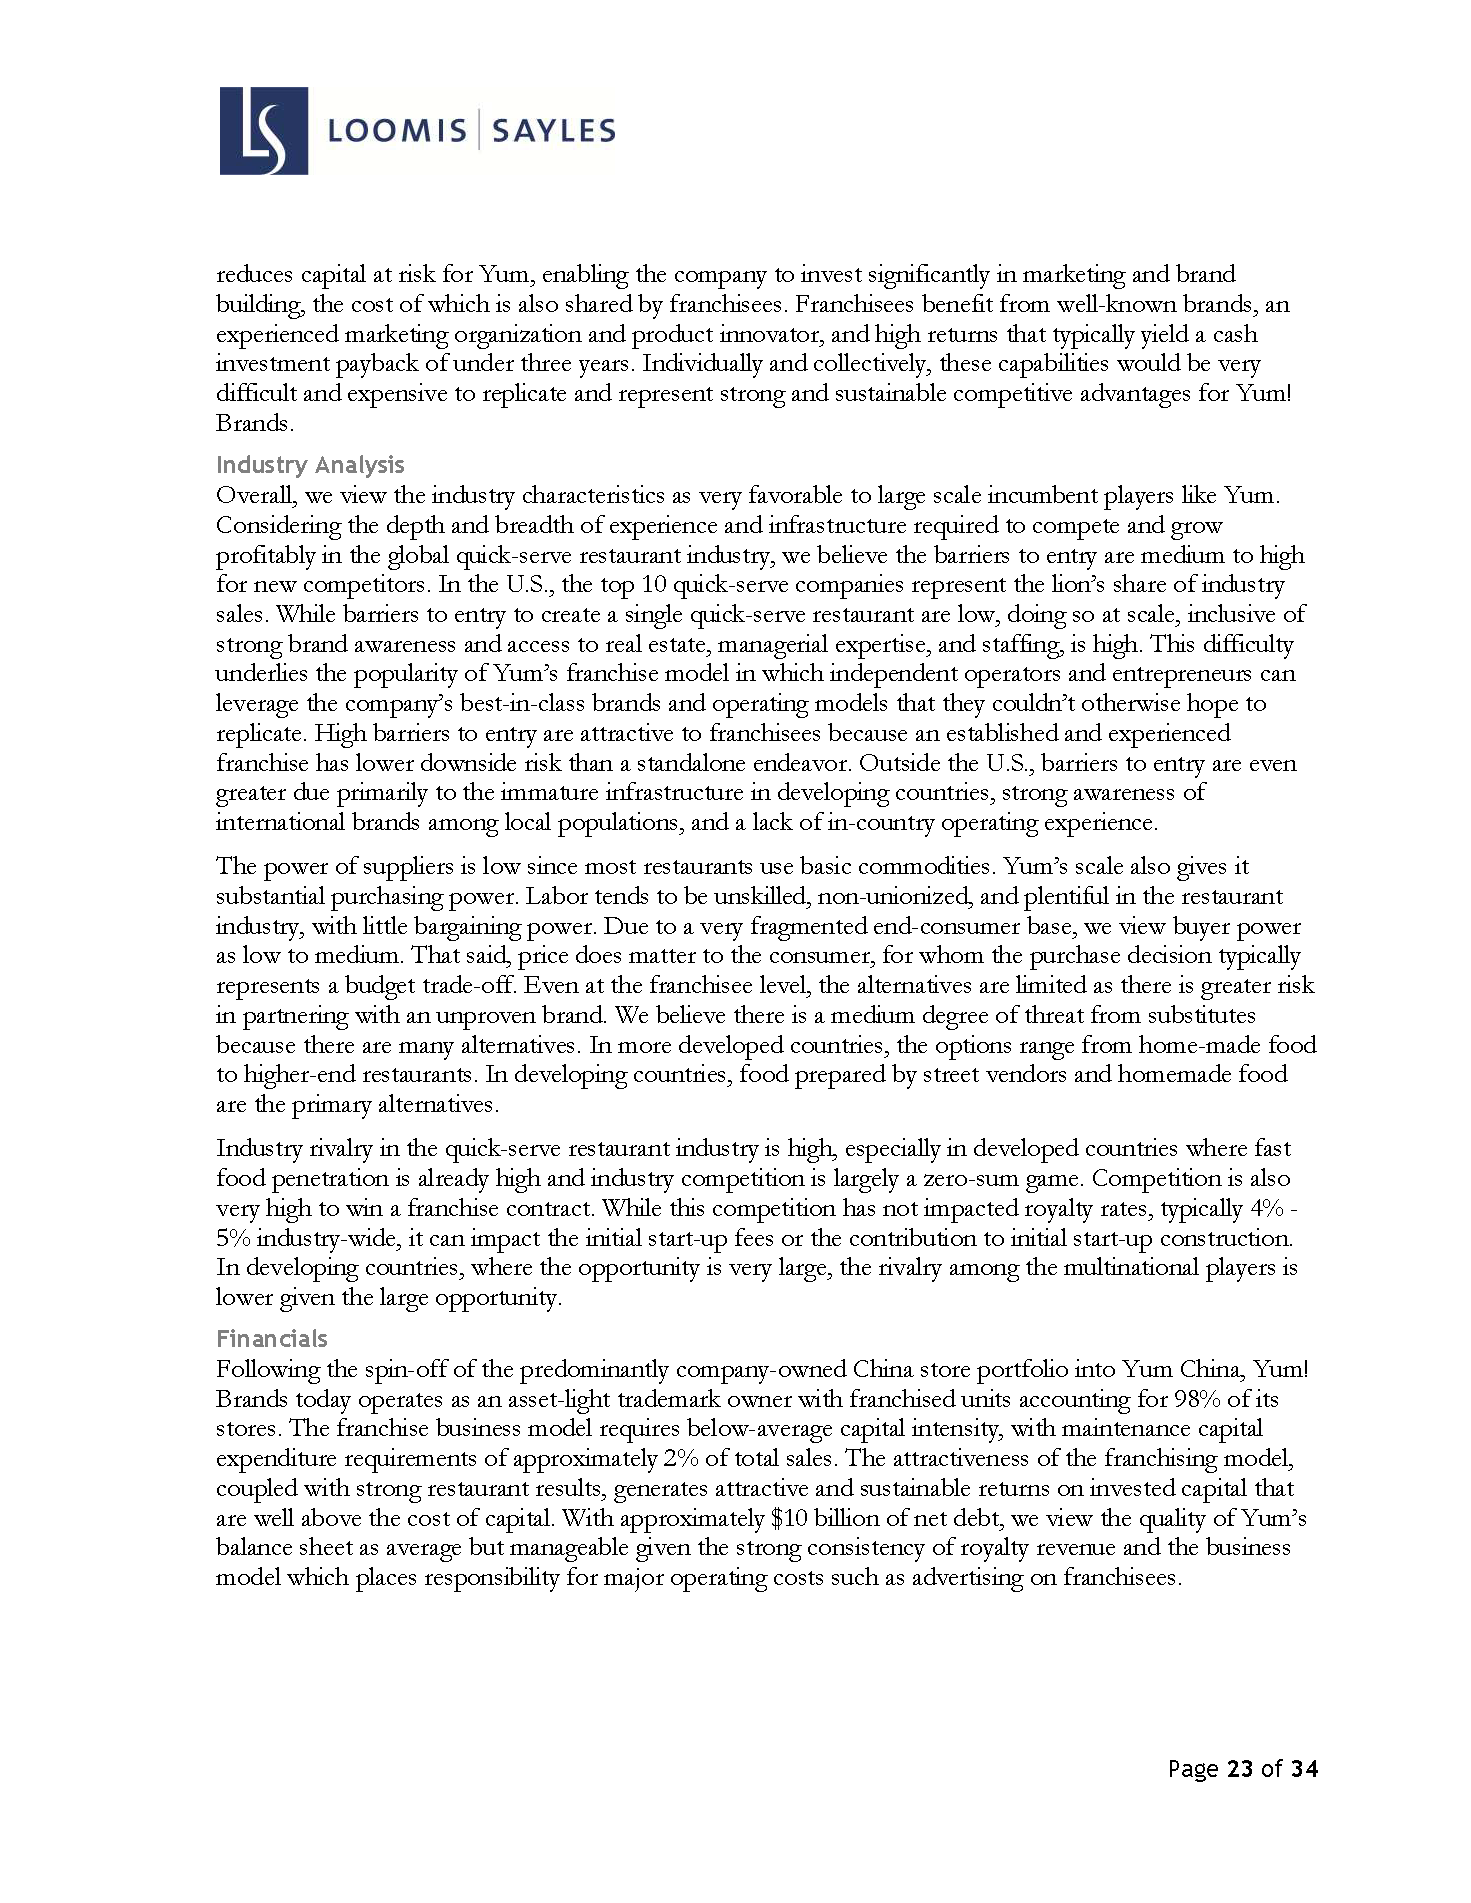 LS LOOMIS | SAYLES
reduces capital at risk for Yum, enabling the company to invest significantly in marketing and brand
building, the cost of which is also shared by franchisees. Franchisees benefit from well-known brands, an
experienced marketing organization and product innovator, and high returns that typically yield a cash
investment payback of under three years. Individually and collectively, these capabilities would be very
difficult and expensive to replicate and represent strong and sustainable competitive advantages for Yum!
Brands.
Industry Analysis
Overall, we view the industry characteristics as very favorable to large scale incumbent players like Yum.
Considering the depth and breadth of experience and infrastructure required to compete and grow
profitably in the global quick-serve restaurant industry, we believe the barriers to entry are medium to high
for new competitors. In the U.S., the top 10 quick-serve companies represent the lion’s share of industry
sales. While barriers to entry to create a single quick-serve restaurant are low, doing so at scale, inclusive of
strong brand awareness and access to real estate, managerial expertise, and staffing, is high. This difficulty
underlies the popularity of Yum’s franchise model in which independent operators and entrepreneurs can
leverage the company’s best-in-class brands and operating models that they couldn’t otherwise hope to
replicate. High barriers to entry are attractive to franchisees because an established and experienced
franchise has lower downside risk than a standalone endeavor. Outside the U.S., barriers to entry are even
greater due primarily to the immature infrastructure in developing countries, strong awareness of
international brands among local populations, and a lack of in-country operating experience.
The power of suppliers is low since most restaurants use basic commodities. Yum’s scale also gives it
substantial purchasing power. Labor tends to be unskilled, non-unionized, and plentiful in the restaurant
industry, with little bargaining power. Due to a very fragmented end-consumer base, we view buyer power
as low to medium. That said, price does matter to the consumer, for whom the purchase decision typically
represents a budget trade-off. Even at the franchisee level, the alternatives are limited as there is greater risk
in partnering with an unproven brand. We believe there is a medium degree of threat from substitutes
because there are many alternatives. In more developed countries, the options range from home-made food
to higher-end restaurants. In developing countries, food prepared by street vendors and homemade food
are the primary alternatives.
Industry rivalry in the quick-serve restaurant industry is high, especially in developed countries where fast
food penetration is already high and industry competition is largely a zero-sum game. Competition is also
very high to win a franchise contract. While this competition has not impacted royalty rates, typically 4% -
5% industry-wide, it can impact the initial start-up fees or the contribution to initial start-up construction.
In developing countries, where the opportunity is very large, the rivalry among the multinational players is
lower given the large opportunity.
Financials
Following the spin-off of the predominantly company-owned China store portfolio into Yum China, Yum!
Brands today operates as an asset-light trademark owner with franchised units accounting for 98% of its
stores. The franchise business model requires below-average capital intensity, with maintenance capital
expenditure requirements of approximately 2% of total sales. The attractiveness of the franchising model,
coupled with strong restaurant results, generates attractive and sustainable returns on invested capital that
are well above the cost of capital. With approximately $10 billion of net debt, we view the quality of Yum’s
balance sheet as average but manageable given the strong consistency of royalty revenue and the business
model which places responsibility for major operating costs such as advertising on franchisees.
Page 23 of 34